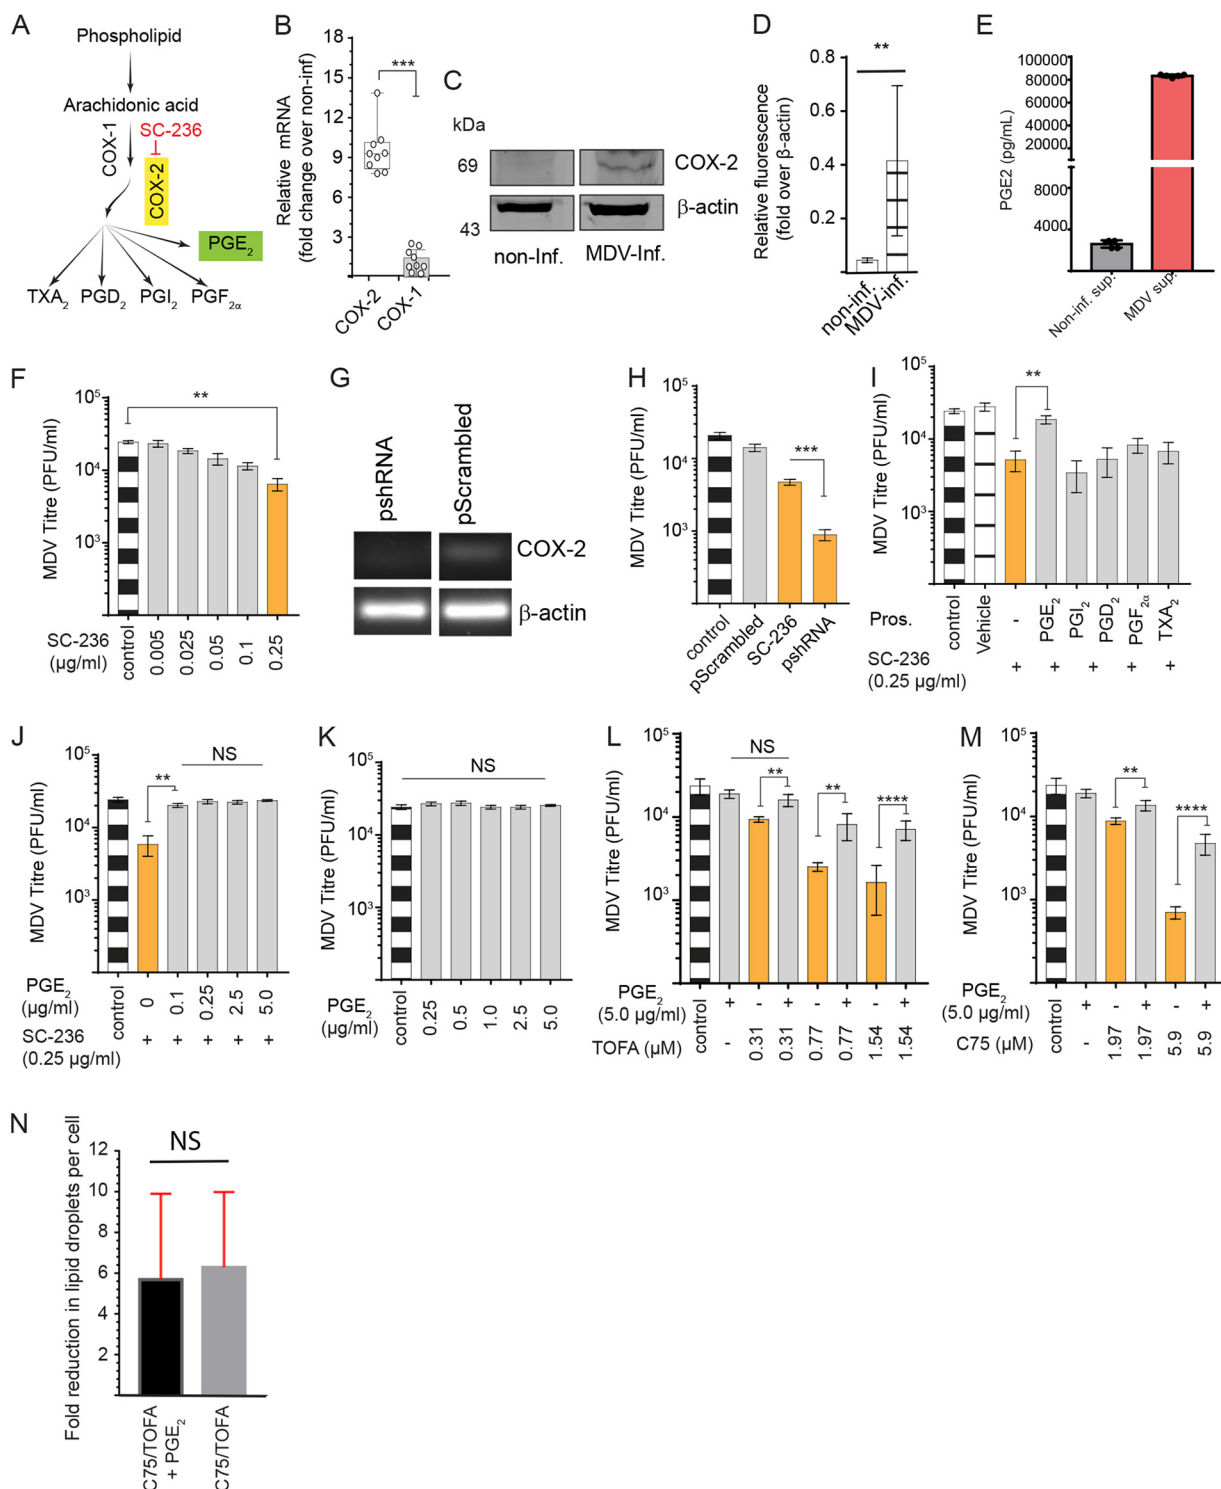 A
Phospholipid
Arachidonic acid
COX-1
SC-236
COX-2
PGE2
TXA2 PGD2 PGI2 PGF2α
B
Relative mRNA
(fold change over non-inf)
18
15
12
9
6
3
***
COX-2
COX-1
C
kDa
69
COX-2
β-actin
43
non-Inf.
MDV-Inf.
D
Relative fluorescence
(fold over β-actin)
0.8
0.6
0.4
0.2
**
non-inf.
MDV-inf.
E
PGE2 (pg/mL)
100000
90000
80000
70000
60000
50000
40000
30000
20000
10000
8000
4000
Non-inf. sup.
MDV sup.
F
MDV Titre (PFU/ml)
10^5
10^4
10^3
**
SC-236
(μg/ml)
control
0.005
0.025
0.05
0.1
0.25
G
pshRNA
pScrambled
COX-2
β-actin
H
MDV Titre (PFU/ml)
10^5
10^4
10^3
***
control
pScrambled
SC-236
pshRNA
I
MDV Titre (PFU/ml)
10^5
10^4
10^3
**
Pros.
control
Vehicle
-
PGE2
PGI2
PGD2
PGF2α
TXA2
SC-236
(0.25 μg/ml)
+ + + + +
J
MDV Titre (PFU/ml)
10^5
10^4
10^3
**
NS
PGE2
(μg/ml)
control
0
0.1
0.25
2.5
5.0
SC-236
(0.25 μg/ml)
+ + + + +
K
MDV Titre (PFU/ml)
10^5
10^4
10^3
NS
PGE2
(μg/ml)
control
0.25
0.5
1.0
2.5
5.0
L
MDV Titre (PFU/ml)
10^5
10^4
10^3
NS
**
**
****
PGE2
(5.0 μg/ml)
+ - + - + - +
TOFA (μM)
control
-
0.31
0.31
0.77
0.77
1.54
1.54
M
MDV Titre (PFU/ml)
10^5
10^4
10^3
**
****
PGE2
(5.0 μg/ml)
+ - + - +
C75 (μM)
control
-
1.97
1.97
5.9
5.9
N
Fold reduction in lipid droplets per cell
12
10
8
6
4
2
NS
C75/TOFA
+ PGE2
C75/TOFA